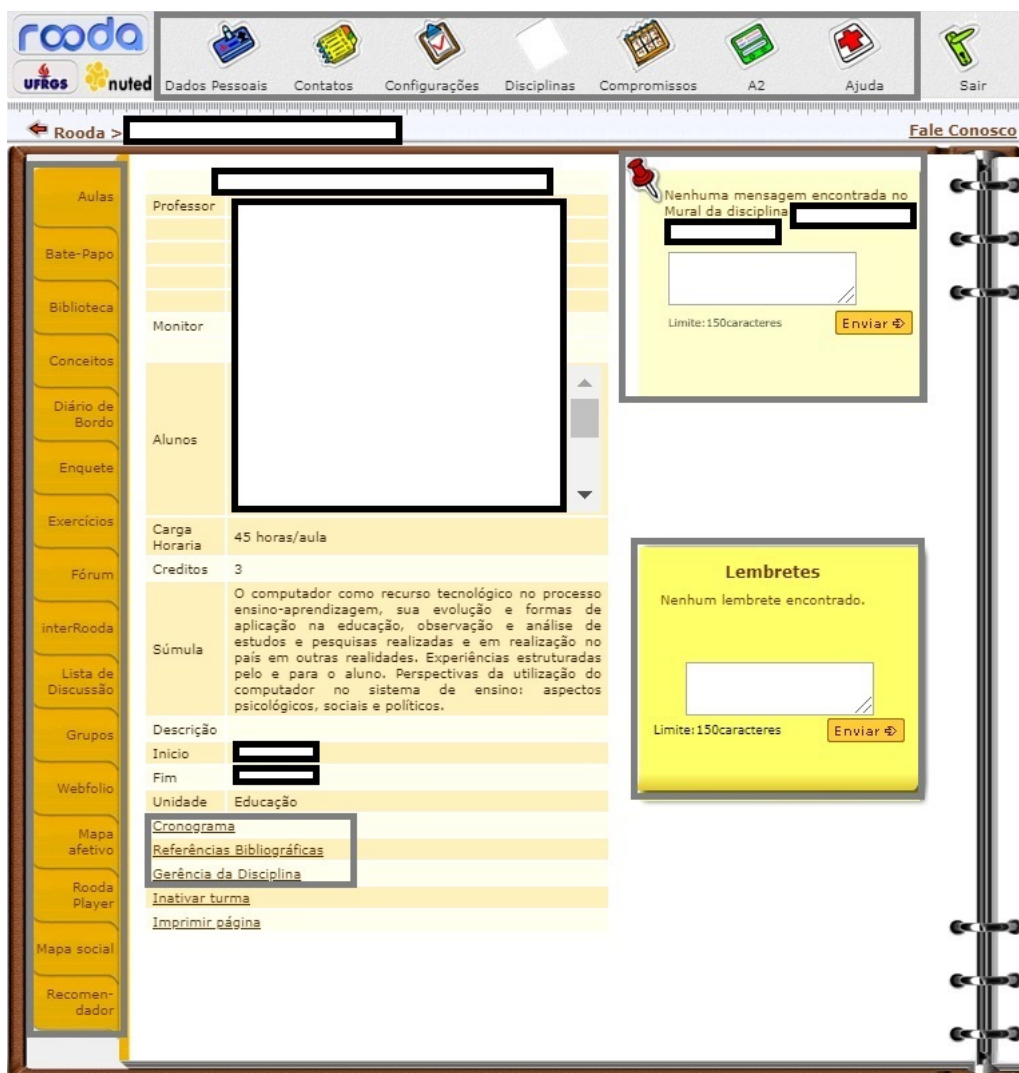 rooda
UFRGS nuted
Dados Pessoais Contatos Configurações Disciplinas Compromissos A2 Ajuda Sair
Rooda >
Fale Conosco
Aulas
Bate-Papo
Biblioteca
Conceitos
Diário de
Bordo
Enquete
Exercícios
Fórum
interRooda
Lista de
Discussão
Grupos
Webfolio
Mapa
afetivo
Rooda
Player
Mapa social
Recomen-
dador
Professor
Monitor
Alunos
Carga
Horaria
45 horas/aula
Creditos 3
Súmula
O computador como recurso tecnológico no processo
ensino-aprendizagem, sua evolução e formas de
aplicação na educação, observação e análise de
estudos e pesquisas realizadas e em realização no
país em outras realidades. Experiências estruturadas
pelo e para o aluno. Perspectivas da utilização do
computador no sistema de ensino: aspectos
psicológicos, sociais e políticos.
Descrição
Inicio
Fim
Unidade Educação
Cronograma
Referências Bibliográficas
Gerência da Disciplina
Inativar turma
Imprimir página
Nenhuma mensagem encontrada no
Mural da disciplina
Limite:150caracteres Enviar
Lembretes
Nenhum lembrete encontrado.
Limite:150caracteres Enviar